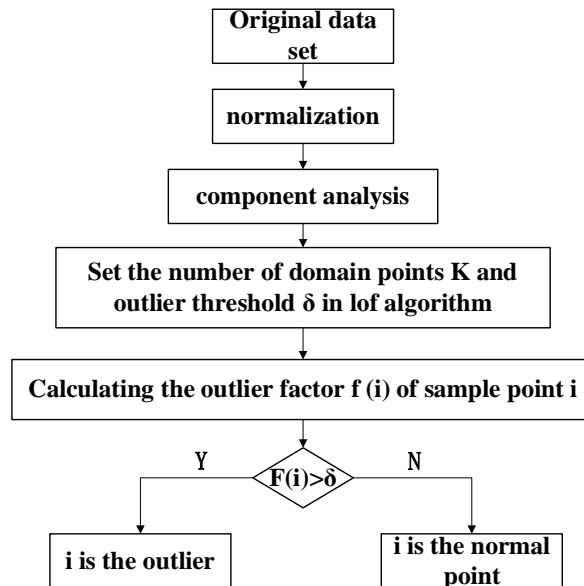 Original data
set
normalization
component analysis
Set the number of domain points K and
outlier threshold δ in lof algorithm
Calculating the outlier factor f (i) of sample point i
Y
F(i)>δ
N
i is the outlier
i is the normal
point